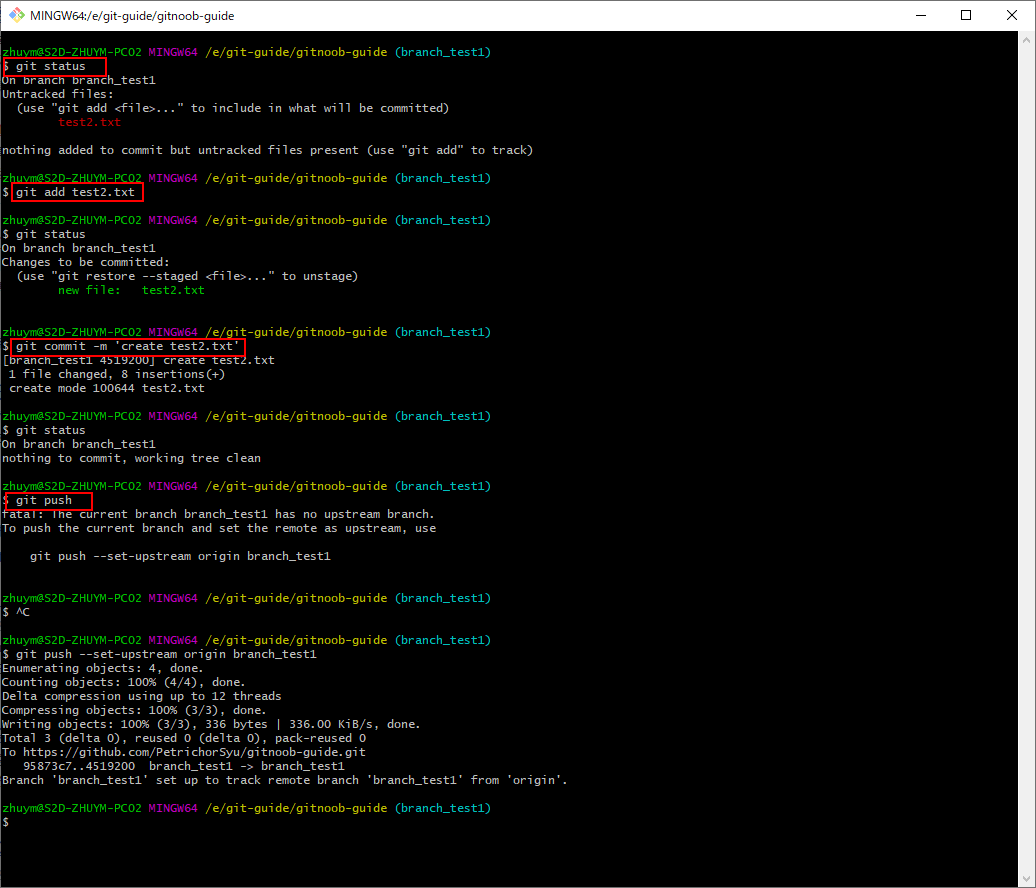 MINGW64:/e/git-guide/gitnoob-guide
zhuym@S2D-ZHUYM-PC02 MINGW64 /e/git-guide/gitnoob-guide (branch_test1)
$ git status
On branch branch_test1
Untracked files:
  (use "git add <file>..." to include in what will be committed)
        test2.txt
nothing added to commit but untracked files present (use "git add" to track)
zhuym@S2D-ZHUYM-PC02 MINGW64 /e/git-guide/gitnoob-guide (branch_test1)
$ git add test2.txt
zhuym@S2D-ZHUYM-PC02 MINGW64 /e/git-guide/gitnoob-guide (branch_test1)
$ git status
On branch branch_test1
Changes to be committed:
  (use "git restore --staged <file>..." to unstage)
        new file:   test2.txt
zhuym@S2D-ZHUYM-PC02 MINGW64 /e/git-guide/gitnoob-guide (branch_test1)
$ git commit -m 'create test2.txt'
[branch_test1 4519200] create test2.txt
 1 file changed, 8 insertions(+)
 create mode 100644 test2.txt
zhuym@S2D-ZHUYM-PC02 MINGW64 /e/git-guide/gitnoob-guide (branch_test1)
$ git status
On branch branch_test1
nothing to commit, working tree clean
zhuym@S2D-ZHUYM-PC02 MINGW64 /e/git-guide/gitnoob-guide (branch_test1)
$ git push
fatal: The current branch branch_test1 has no upstream branch.
To push the current branch and set the remote as upstream, use
    git push --set-upstream origin branch_test1
zhuym@S2D-ZHUYM-PC02 MINGW64 /e/git-guide/gitnoob-guide (branch_test1)
$ ^C
zhuym@S2D-ZHUYM-PC02 MINGW64 /e/git-guide/gitnoob-guide (branch_test1)
$ git push --set-upstream origin branch_test1
Enumerating objects: 4, done.
Counting objects: 100% (4/4), done.
Delta compression using up to 12 threads
Compressing objects: 100% (3/3), done.
Writing objects: 100% (3/3), 336 bytes | 336.00 KiB/s, done.
Total 3 (delta 0), reused 0 (delta 0), pack-reused 0
To https://github.com/PetrichorSyu/gitnoob-guide.git
   95873c7..4519200  branch_test1 -> branch_test1
Branch 'branch_test1' set up to track remote branch 'branch_test1' from 'origin'.
zhuym@S2D-ZHUYM-PC02 MINGW64 /e/git-guide/gitnoob-guide (branch_test1)
$